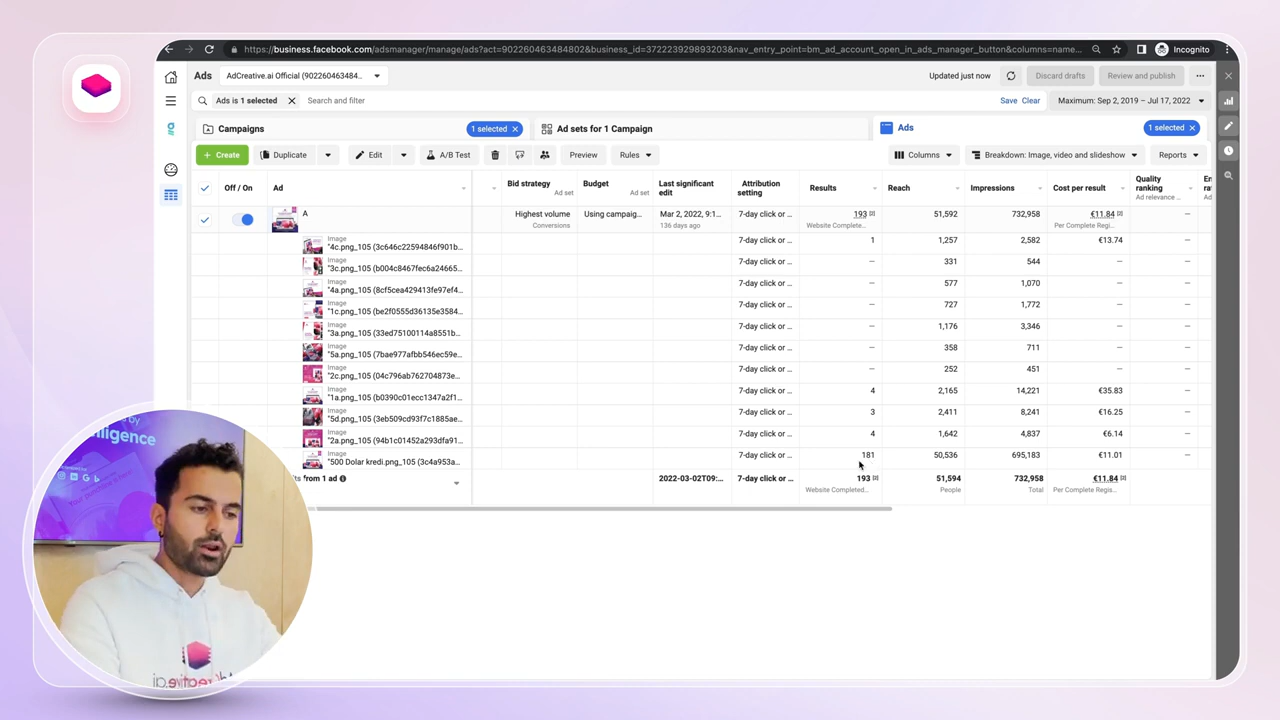 https://business.facebook.com/adsmanager/manage/ads?act=902260463484802&business_id=372223929893203&nav_entry_point=bm_ad_account_open_in_ads_manager_button&columns=name... Incognito
Ads AdCreative.ai Official (902260463484... Updated just now Discard drafts Review and publish
Ads is 1 selected Search and filter Save Clear Maximum: Sep 2, 2019 – Jul 17, 2022
Campaigns 1 selected Ad sets for 1 Campaign Ads 1 selected
+ Create Duplicate Edit A/B Test Preview Rules Columns Breakdown: Image, video and slideshow Reports
Off / On Ad Bid strategy Ad set Budget Ad set Last significant edit Attribution setting Results Reach Impressions Cost per result Quality ranking Ad relevance ...
A Highest volume Using campaig... Mar 2, 2022, 9:1... 7-day click or ... 193 [2] 51,592 732,958 €11.84 [2] —
Conversions 136 days ago Website Complete... Per Complete Regi...
Image
"4c.png_105 (3c646c22594846f901b... 7-day click or ... 1 1,257 2,582 €13.74 —
Image
"3c.png_105 (b004c8467fec6a24665... 7-day click or ... — 331 544 — —
Image
"4a.png_105 (8cf5cea429413fe97ef4... 7-day click or ... — 577 1,070 — —
Image
"1c.png_105 (be2f0555d36135e3584... 7-day click or ... — 727 1,772 — —
Image
"3a.png_105 (33ed75100114a8551b... 7-day click or ... — 1,176 3,346 — —
Image
"5a.png_105 (7bae977afbb546ec59e... 7-day click or ... — 358 711 — —
Image
"2c.png_105 (04c796ab762704873e... 7-day click or ... — 252 451 — —
Image
"1a.png_105 (b0390c01ecc1347a2f1... 7-day click or ... 4 2,165 14,221 €35.83 —
Image
"5d.png_105 (3eb509cd93f7c1885ae... 7-day click or ... 3 2,411 8,241 €16.25 —
Image
"2a.png_105 (94b1c01452a293dfa91... 7-day click or ... 4 1,642 4,837 €6.14 —
Image
"500 Dolar kredi.png_105 (3c4a953a... 7-day click or ... 181 50,536 695,183 €11.01 —
from 1 ad 2022-03-02T09:... 7-day click or ... 193 [2] 51,594 732,958 €11.84 [2]
Website Completed... People Total Per Complete Regis...
by